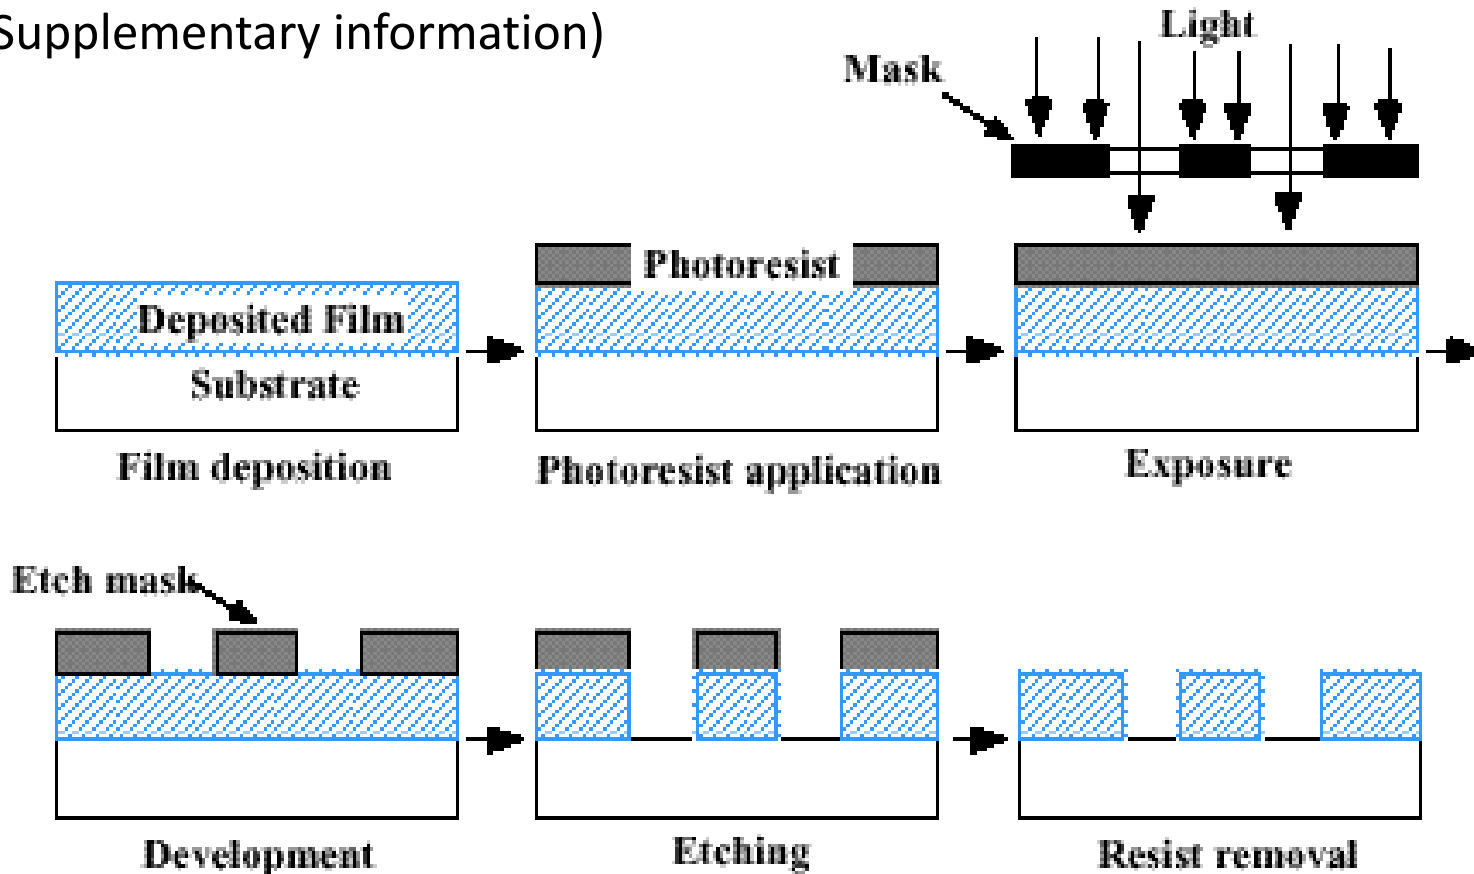 Supplementary information)
Light
Mask
Photoresist
Deposited Film
Substrate
Film deposition
Photoresist application
Exposure
Etch mask
Development
Etching
Resist removal